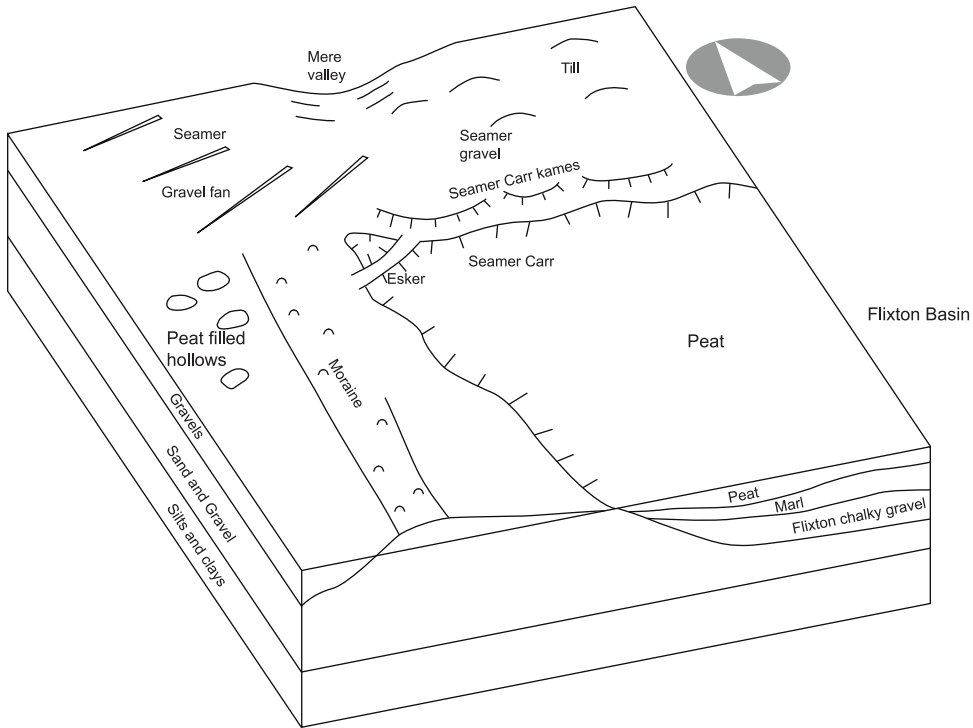 Mere
valley
Till
Seamer
Seamer
gravel
Gravel fan
Seamer Carr kames
Seamer Carr
Esker
Flixton Basin
Peat filled
hollows
Peat
Moraine
Gravels
Sand and Gravel
Silts and clays
Peat
Marl
Flixton chalky gravel